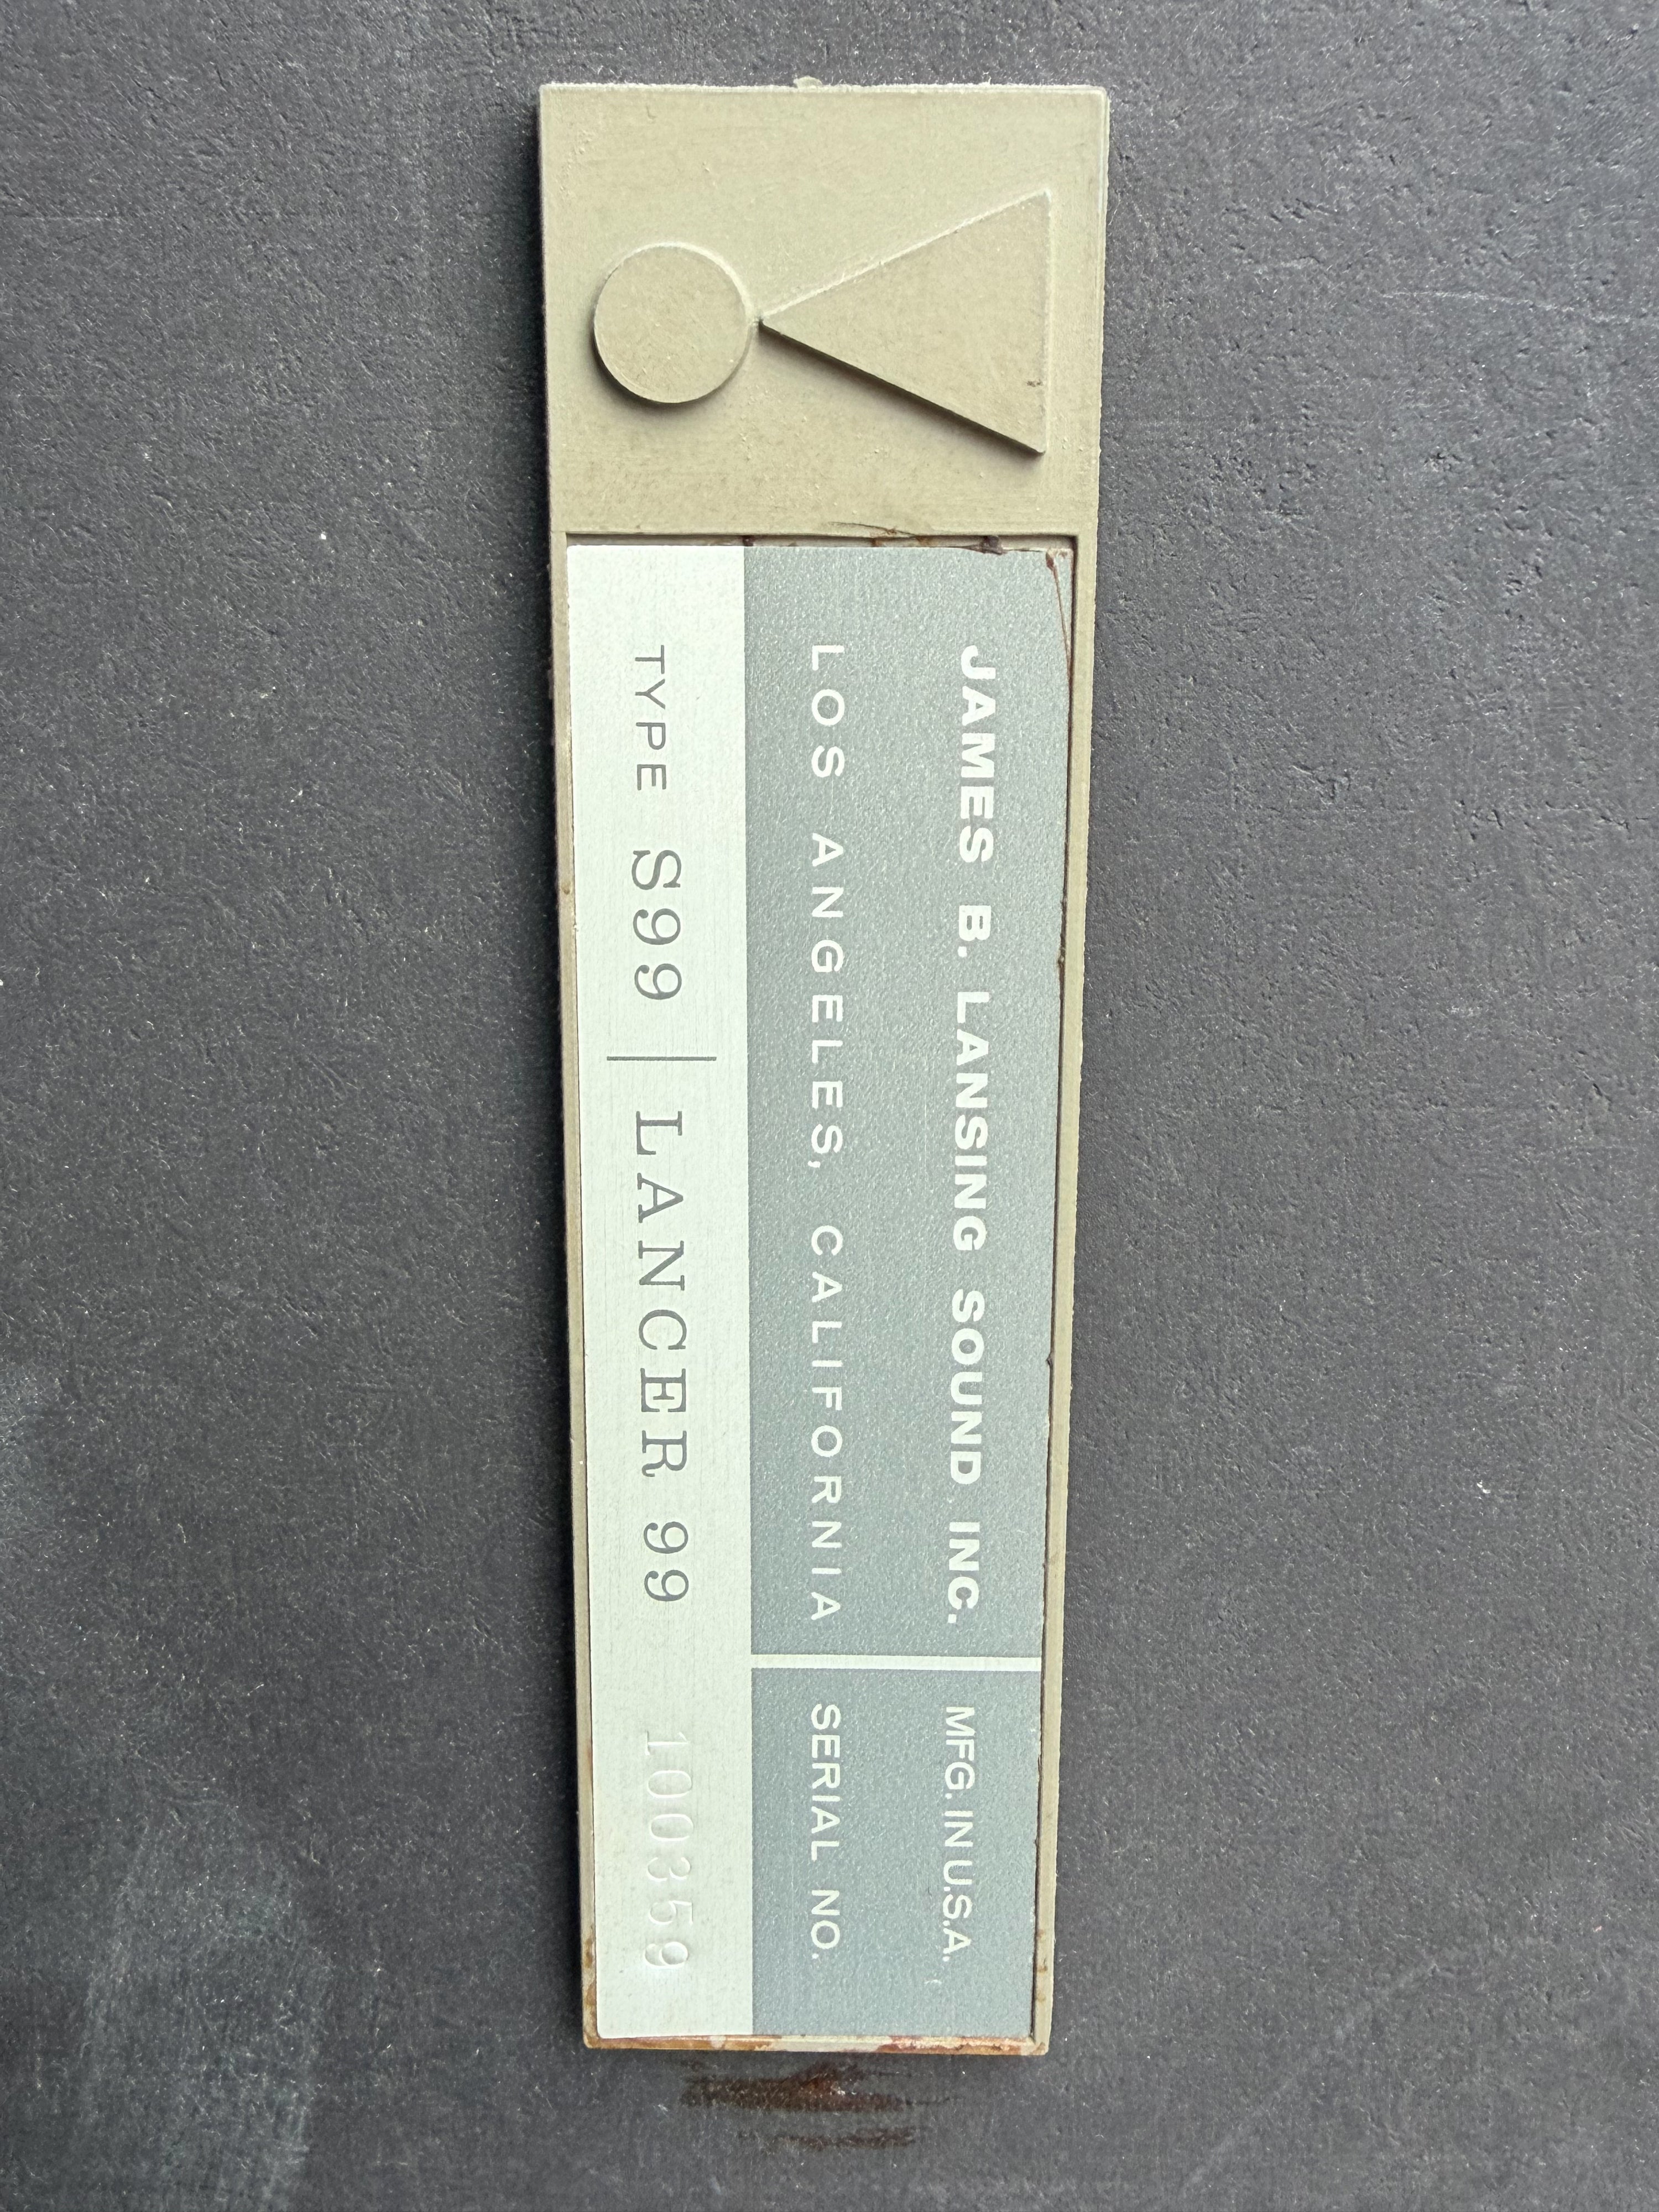 JAMES B. LANSING SOUND INC.
LOS ANGELES, CALIFORNIA
MFG. IN U.S.A.
SERIAL NO.
TYPE S99 | LANCER 99
100359